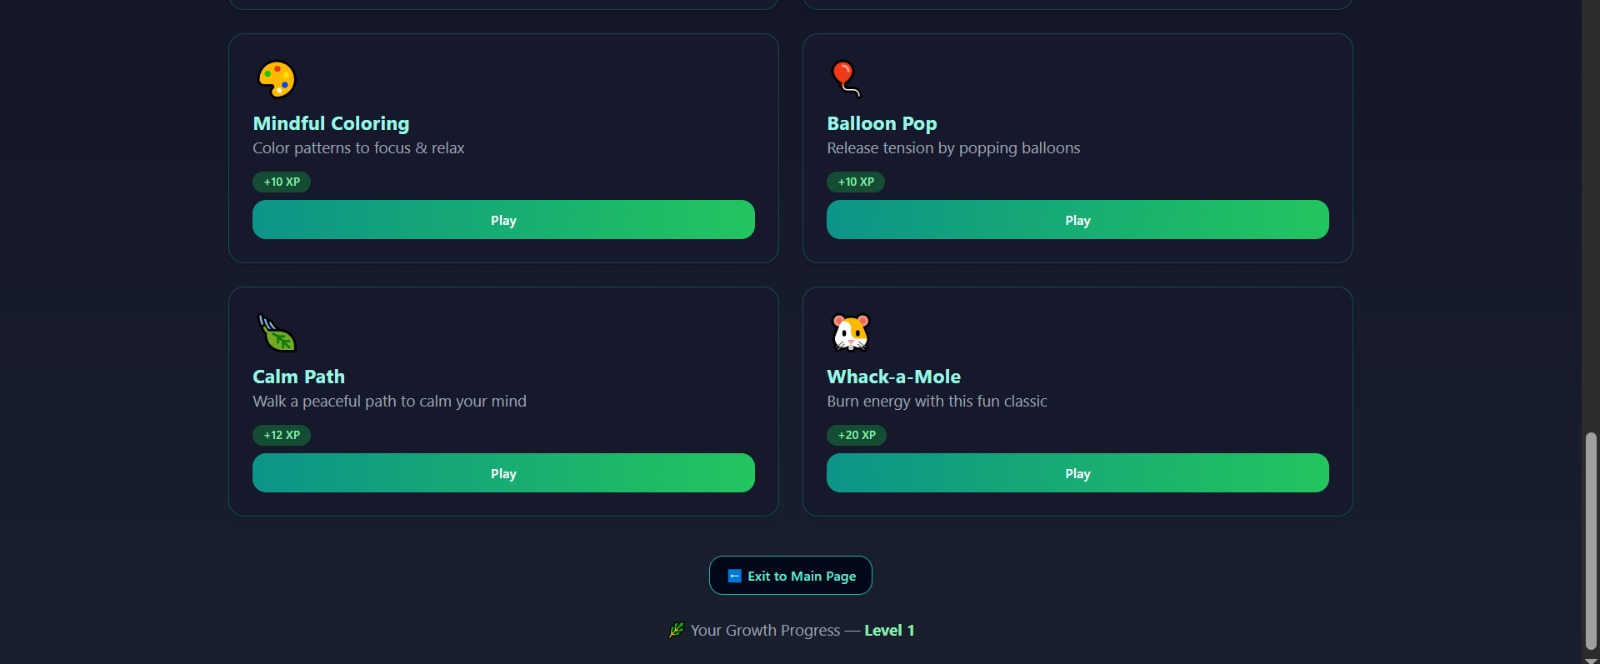 Mindful Coloring
Color patterns to focus & relax
+10 XP
Play
Balloon Pop
Release tension by popping balloons
+10 XP
Play
Calm Path
Walk a peaceful path to calm your mind
+12 XP
Play
Whack-a-Mole
Burn energy with this fun classic
+20 XP
Play
Exit to Main Page
Your Growth Progress — Level 1